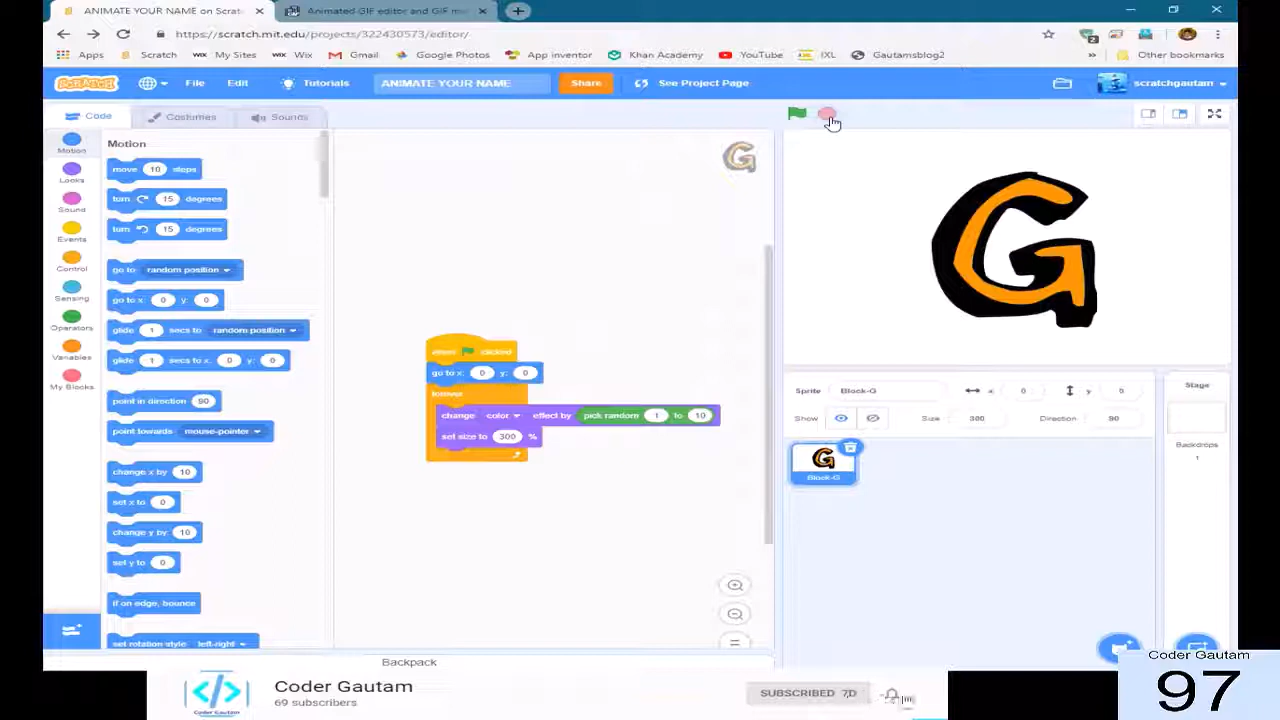 ANIMATE YOUR NAME on Scrat
Animated GIF editor and GIF ma
https://scratch.mit.edu/projects/322430573/editor/
Apps Scratch WiX My Sites WiX Wix Gmail Google Photos App inventor Khan Academy YouTube IXL Gautamsblog2 » Other bookmarks
SCRATCH File Edit Tutorials ANIMATE YOUR NAME Share See Project Page scratchgautam
Code Costumes Sounds
Motion
Looks
Sound
Events
Control
Sensing
Operators
Variables
My Blocks
Motion
move 10 steps
turn 15 degrees
turn 15 degrees
go to random position
go to x: 0 y: 0
glide 1 secs to random position
glide 1 secs to x: 0 y: 0
point in direction 90
point towards mouse-pointer
change x by 10
set x to 0
change y by 10
set y to 0
if on edge, bounce
set rotation style left-right
G
when clicked
go to x: 0 y: 0
forever
change color effect by pick random 1 to 10
set size to 300 %
G
Sprite Block-G x: 0 y: 0
Show Size 300 Direction 90
G
Block-G
Stage
Backdrops
1
Backpack
Coder Gautam
Coder Gautam
69 subscribers
SUBSCRIBED
Coder Gautam
97